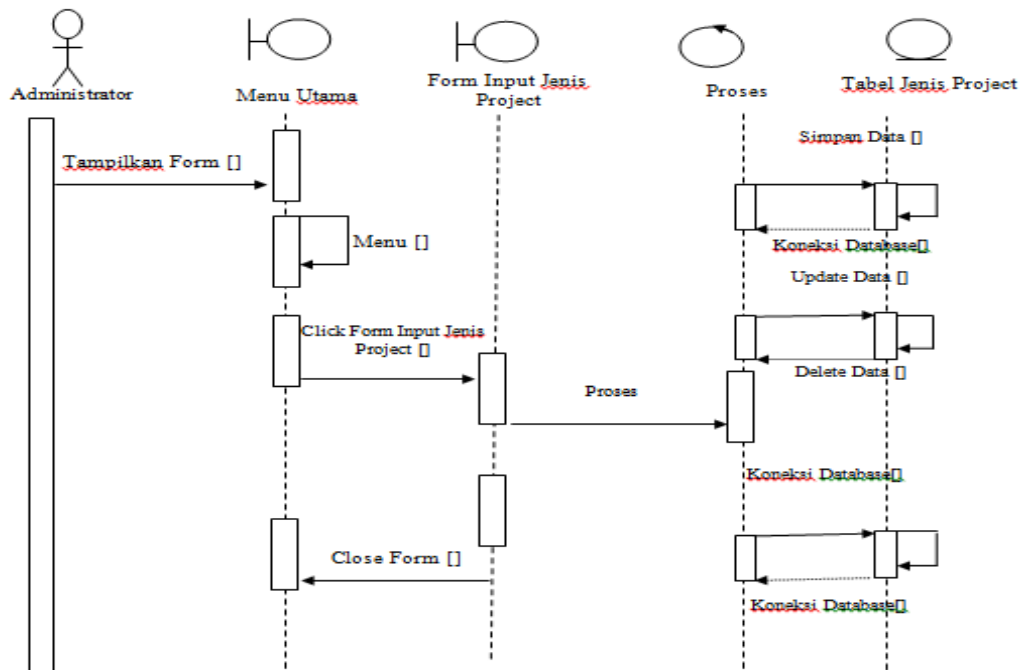 Administrator
Menu Utama
Form Input Jenis
Project
Proses
Tabel Jenis Project
Simpan Data []
Tampilkan Form []
Menu []
Koneksi Database[]
Update Data []
Click Form Input Jenis
Project []
Delete Data []
Proses
Koneksi Database[]
Close Form []
Koneksi Database[]